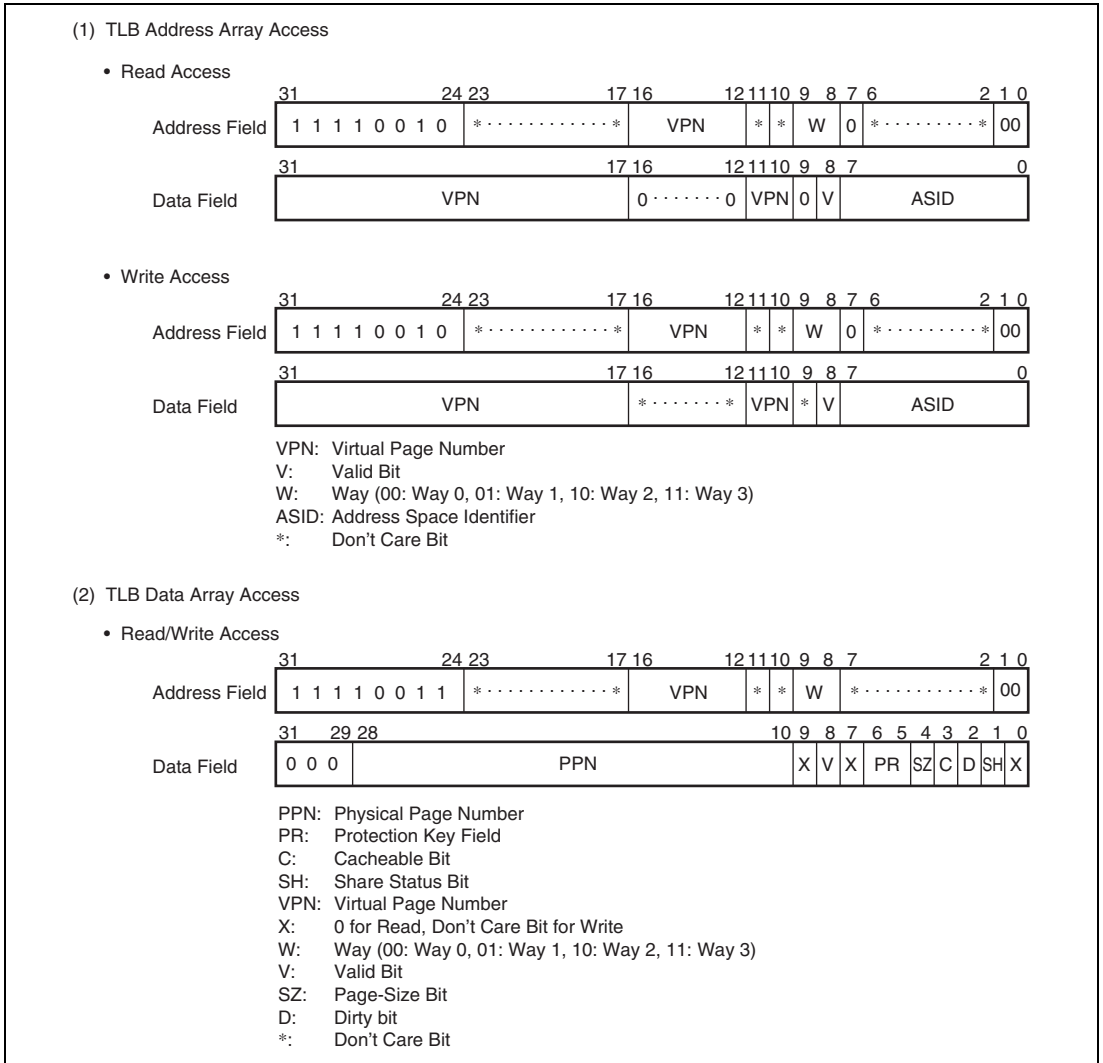 (1) TLB Address Array Access
• Read Access
31 24 23 17 16 12 11 10 9 8 7 6 2 1 0
Address Field 1 1 1 1 0 0 1 0 *············* VPN * * W 0 *·········* 00
31 17 16 12 11 10 9 8 7 0
Data Field VPN 0·······0 VPN 0 V ASID
• Write Access
31 24 23 17 16 12 11 10 9 8 7 6 2 1 0
Address Field 1 1 1 1 0 0 1 0 *············* VPN * * W 0 *·········* 00
31 17 16 12 11 10 9 8 7 0
Data Field VPN *·······* VPN * V ASID
VPN: Virtual Page Number
V: Valid Bit
W: Way (00: Way 0, 01: Way 1, 10: Way 2, 11: Way 3)
ASID: Address Space Identifier
*: Don't Care Bit
(2) TLB Data Array Access
• Read/Write Access
31 24 23 17 16 12 11 10 9 8 7 2 1 0
Address Field 1 1 1 1 0 0 1 1 *············* VPN * * W *···········* 00
31 29 28 10 9 8 7 6 5 4 3 2 1 0
Data Field 0 0 0 PPN X V X PR SZ C D SH X
PPN: Physical Page Number
PR: Protection Key Field
C: Cacheable Bit
SH: Share Status Bit
VPN: Virtual Page Number
X: 0 for Read, Don't Care Bit for Write
W: Way (00: Way 0, 01: Way 1, 10: Way 2, 11: Way 3)
V: Valid Bit
SZ: Page-Size Bit
D: Dirty bit
*: Don't Care Bit